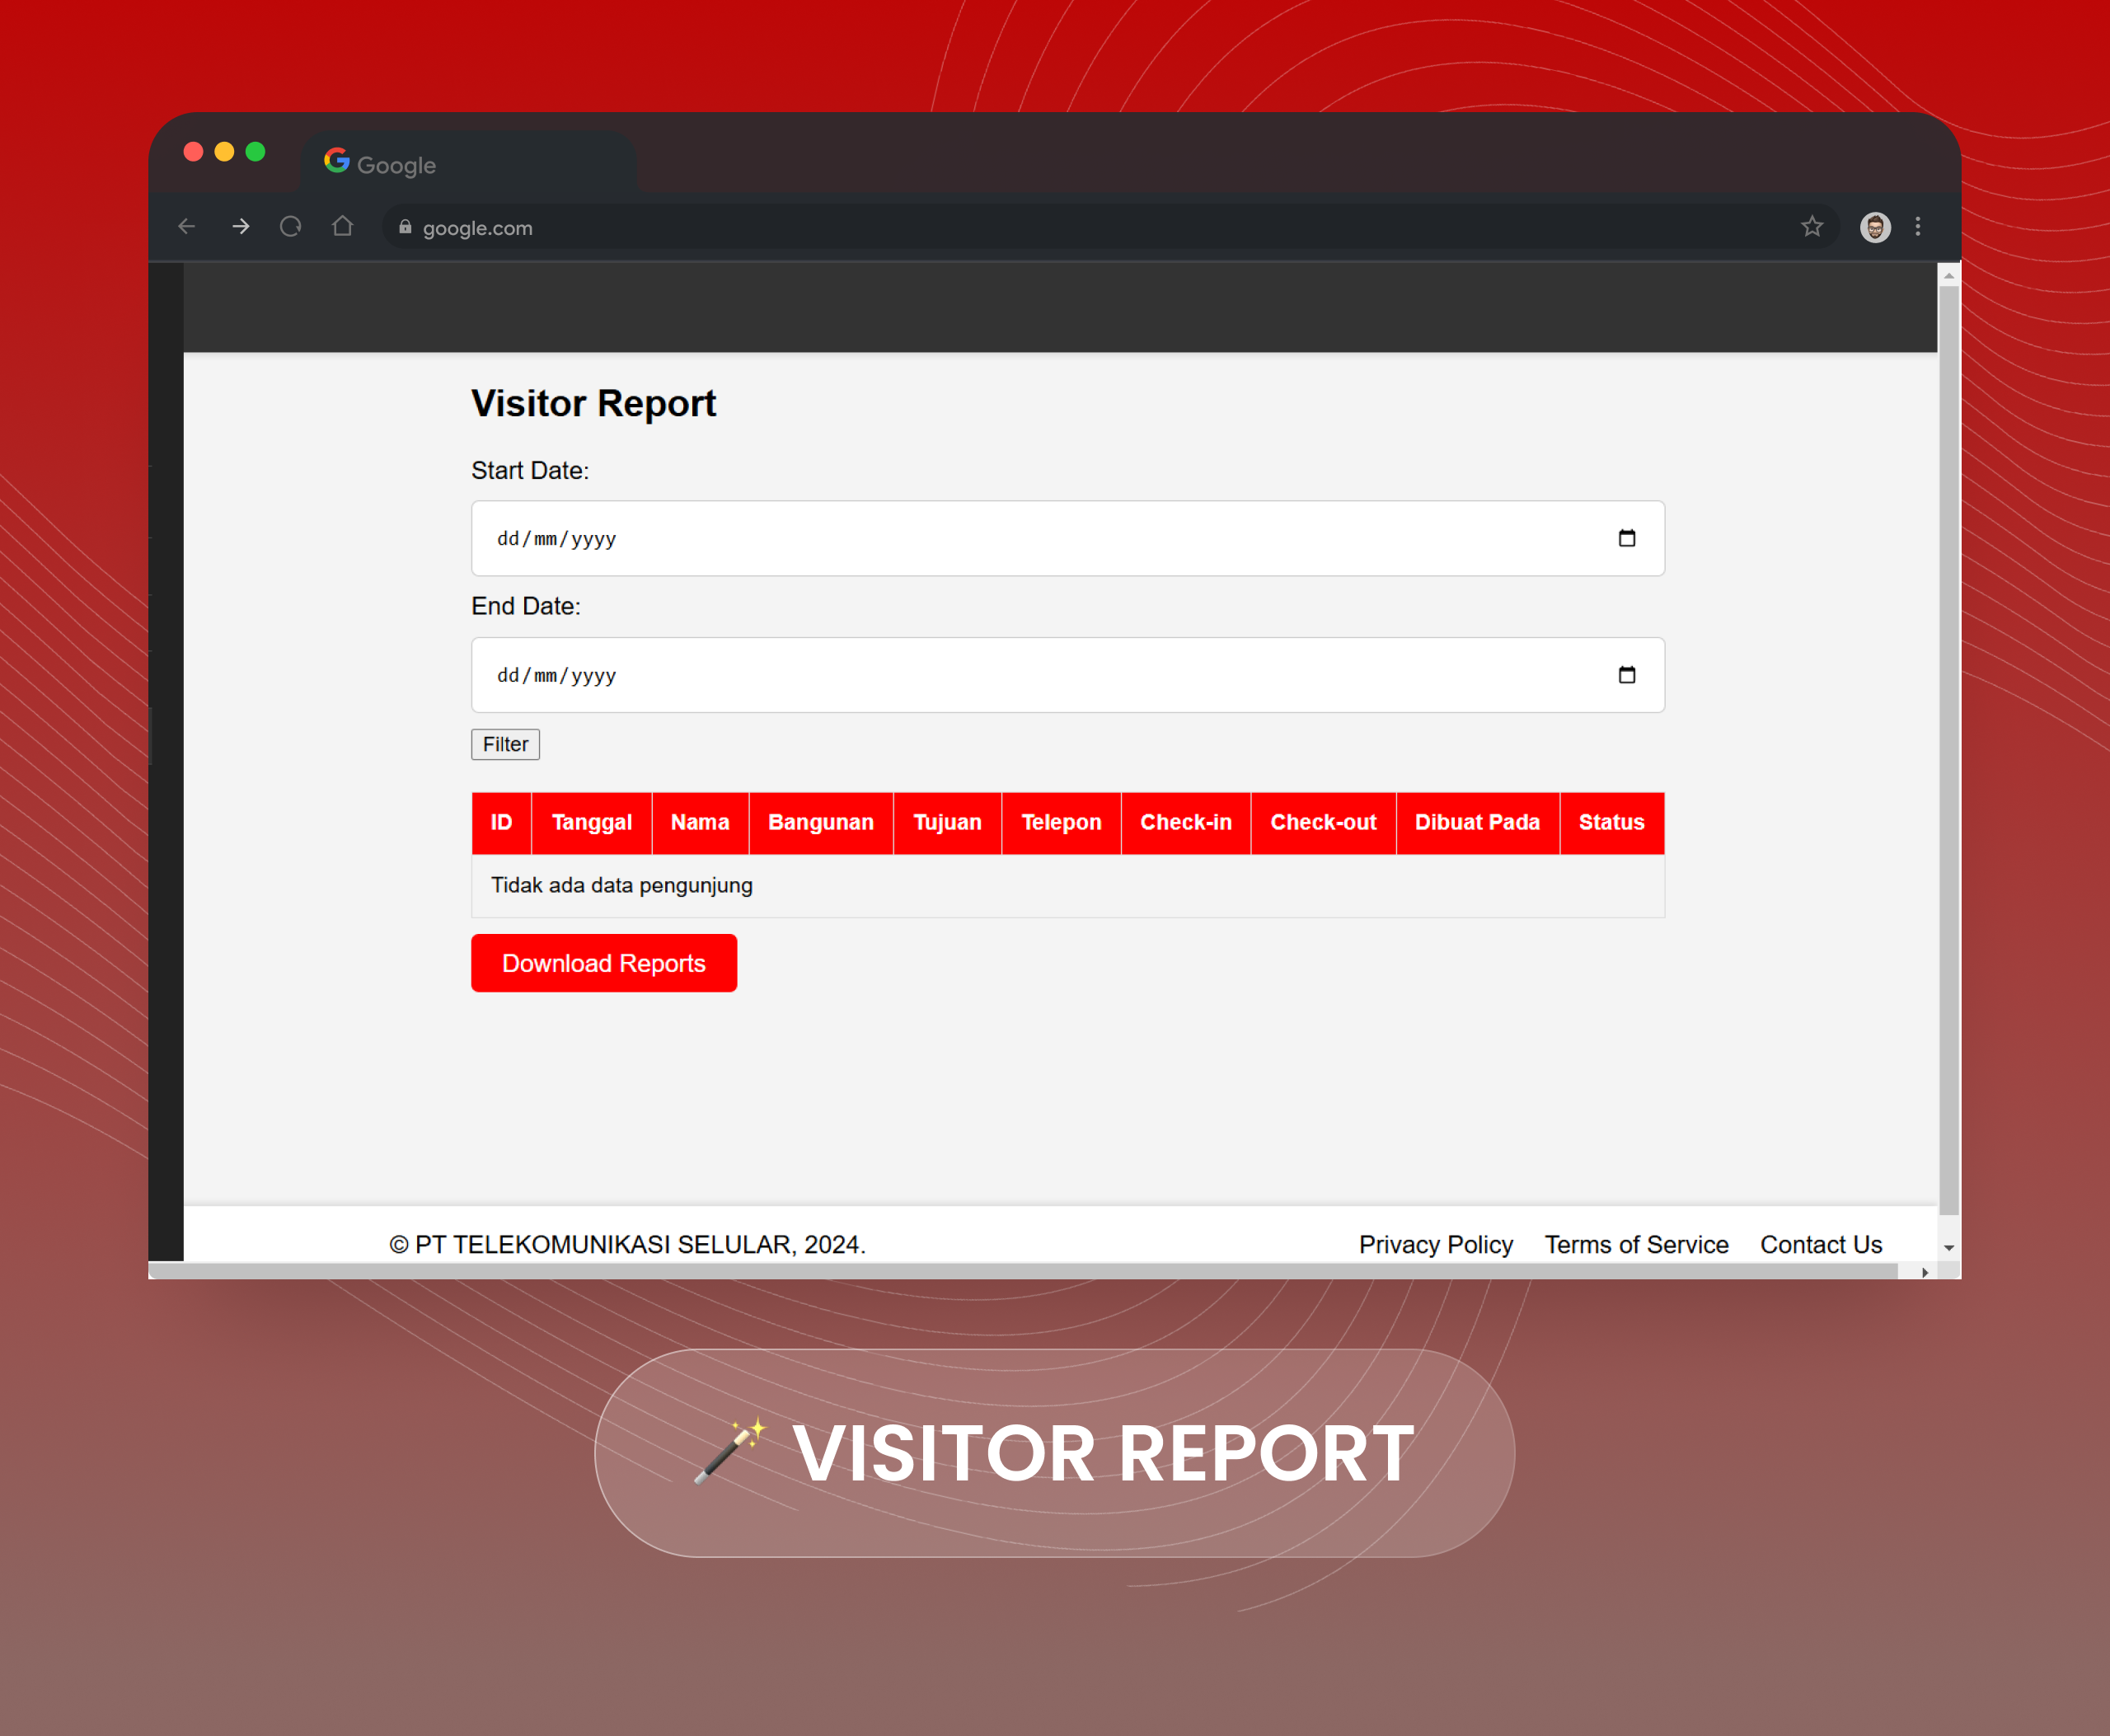 Google
google.com
Visitor Report
Start Date:
dd/mm/yyyy
End Date:
dd/mm/yyyy
Filter
ID Tanggal Nama Bangunan Tujuan Telepon Check-in Check-out Dibuat Pada Status
Tidak ada data pengunjung
Download Reports
© PT TELEKOMUNIKASI SELULAR, 2024. Privacy Policy Terms of Service Contact Us
VISITOR REPORT